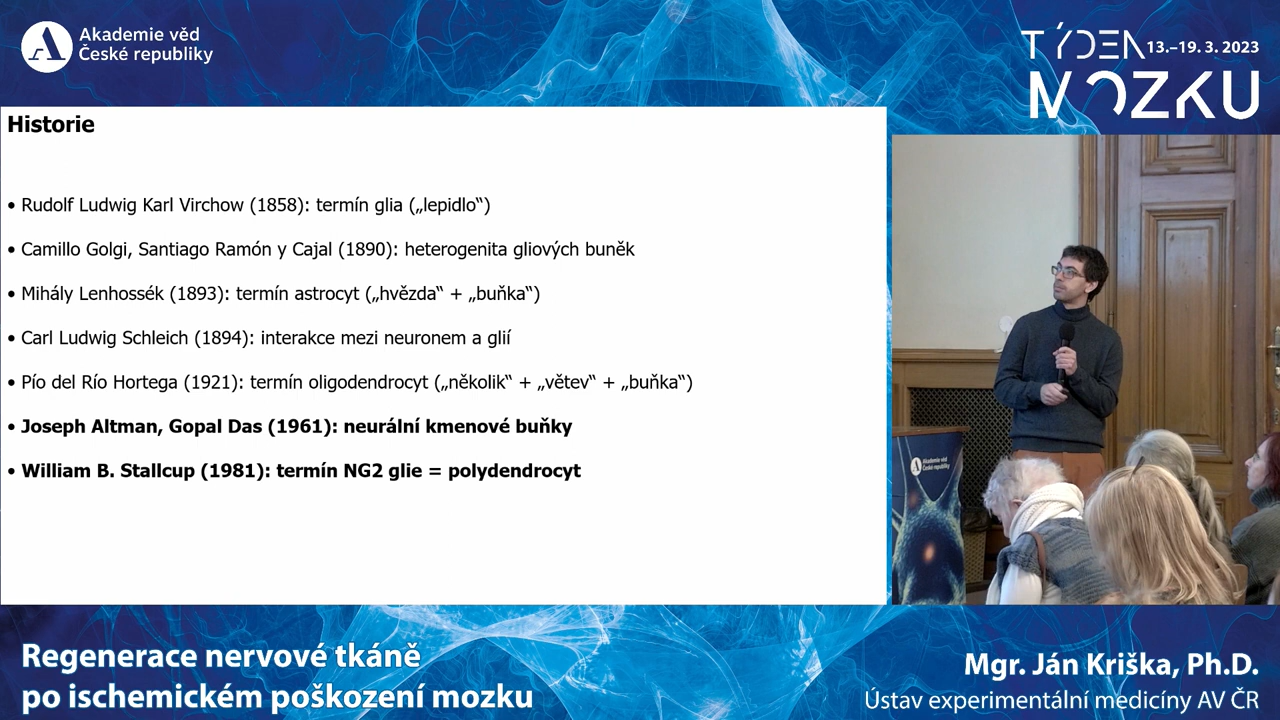 Akademie věd
České republiky
TÝDEN 13.–19. 3. 2023
MOZKU
Historie
• Rudolf Ludwig Karl Virchow (1858): termín glia („lepidlo“)
• Camillo Golgi, Santiago Ramón y Cajal (1890): heterogenita gliových buněk
• Mihály Lenhossék (1893): termín astrocyt („hvězda“ + „buňka“)
• Carl Ludwig Schleich (1894): interakce mezi neuronem a glií
• Pío del Río Hortega (1921): termín oligodendrocyt („několik“ + „větev“ + „buňka“)
• Joseph Altman, Gopal Das (1961): neurální kmenové buňky
• William B. Stallcup (1981): termín NG2 glie = polydendrocyt
Akademie věd
České republiky
Regenerace nervové tkáně
po ischemickém poškození mozku
Mgr. Ján Kriška, Ph.D.
Ústav experimentální medicíny AV ČR